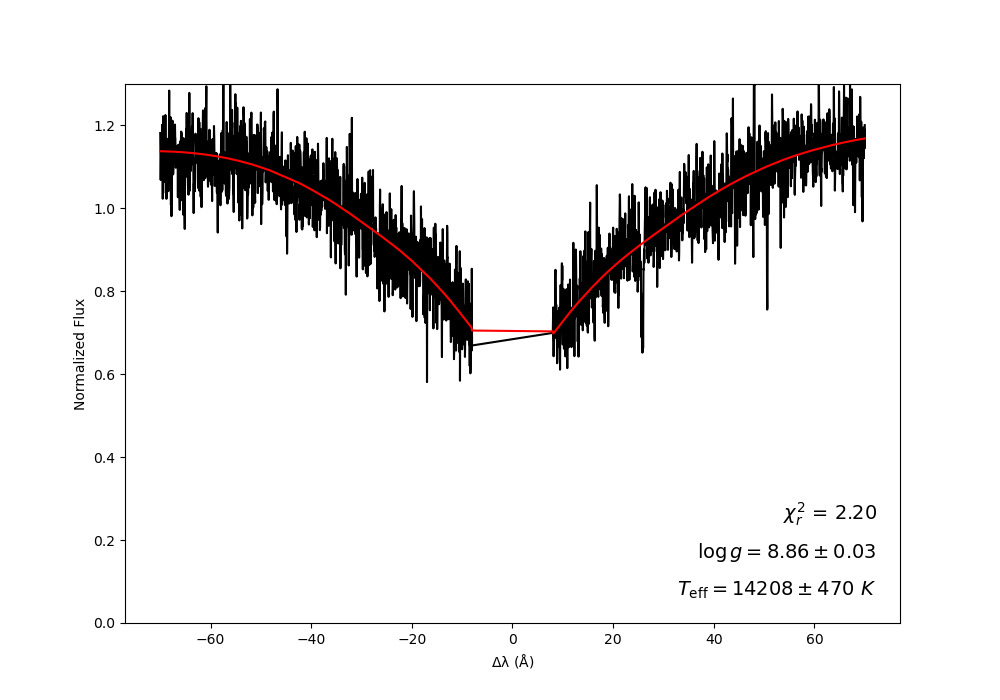 1.2
1.0
0.8
0.6
0.4
0.2
0.0
Normalized Flux
χ²ᵣ = 2.20
log g = 8.86 ± 0.03
T_eff = 14208 ± 470 K
−60 −40 −20 0 20 40 60
Δλ (Å)